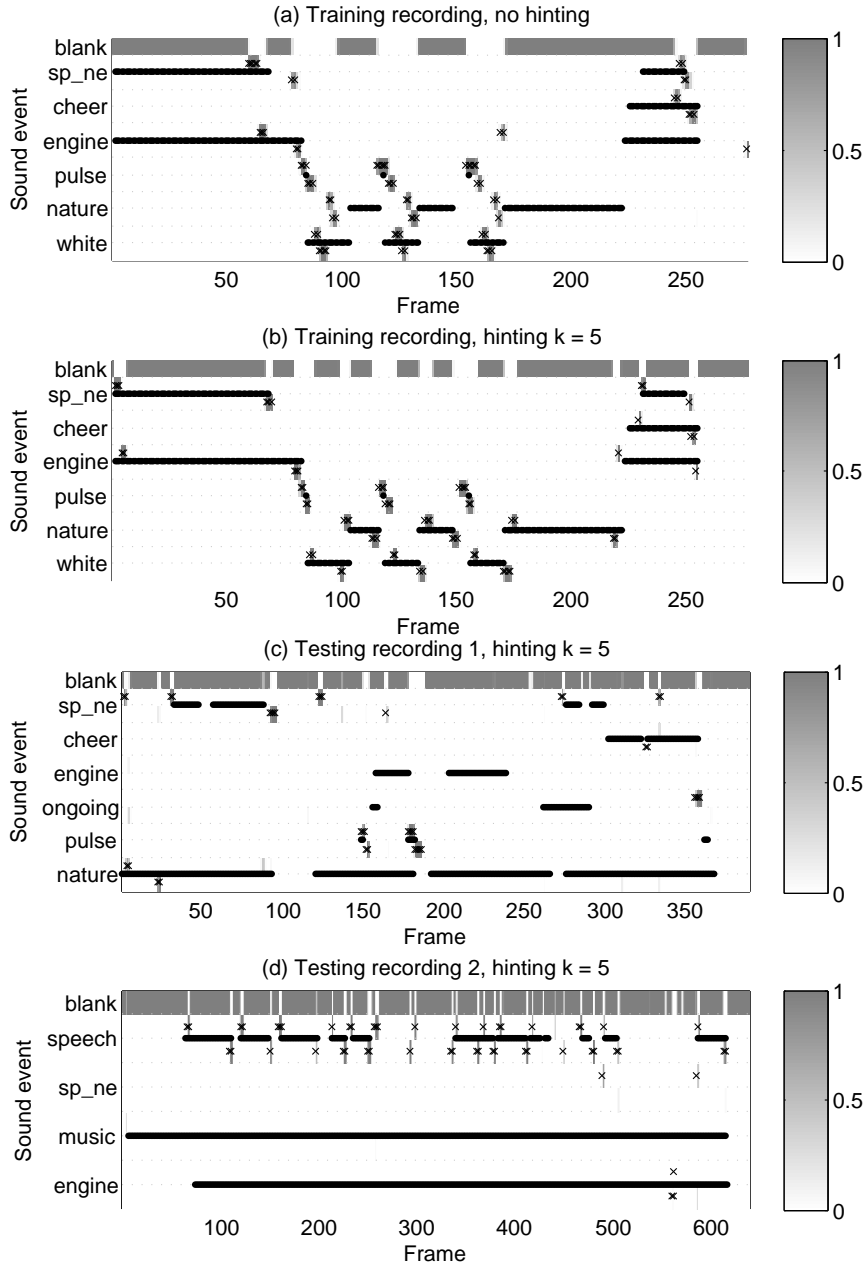 (a) Training recording, no hinting
blank
sp_ne
cheer
engine
pulse
nature
white
Sound event
50 100 150 200 250
Frame
1
0.5
0
(b) Training recording, hinting k = 5
blank
sp_ne
cheer
engine
pulse
nature
white
Sound event
50 100 150 200 250
Frame
1
0.5
0
(c) Testing recording 1, hinting k = 5
blank
sp_ne
cheer
engine
ongoing
pulse
nature
Sound event
50 100 150 200 250 300 350
Frame
1
0.5
0
(d) Testing recording 2, hinting k = 5
blank
speech
sp_ne
music
engine
Sound event
100 200 300 400 500 600
Frame
1
0.5
0